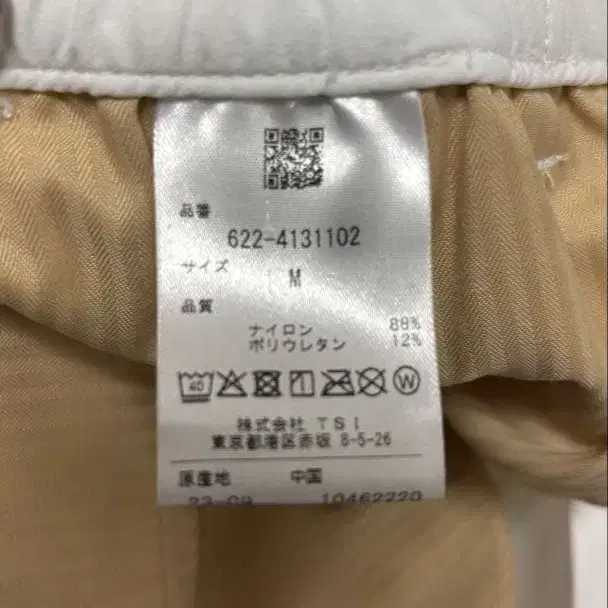 品番
622-4131102
サイズ
M
品質
ナイロン 88%
ポリウレタン 12%
40 W
株式会社 TSI
東京都港区赤坂 8-5-26
原産地 中国
23-09 10462220